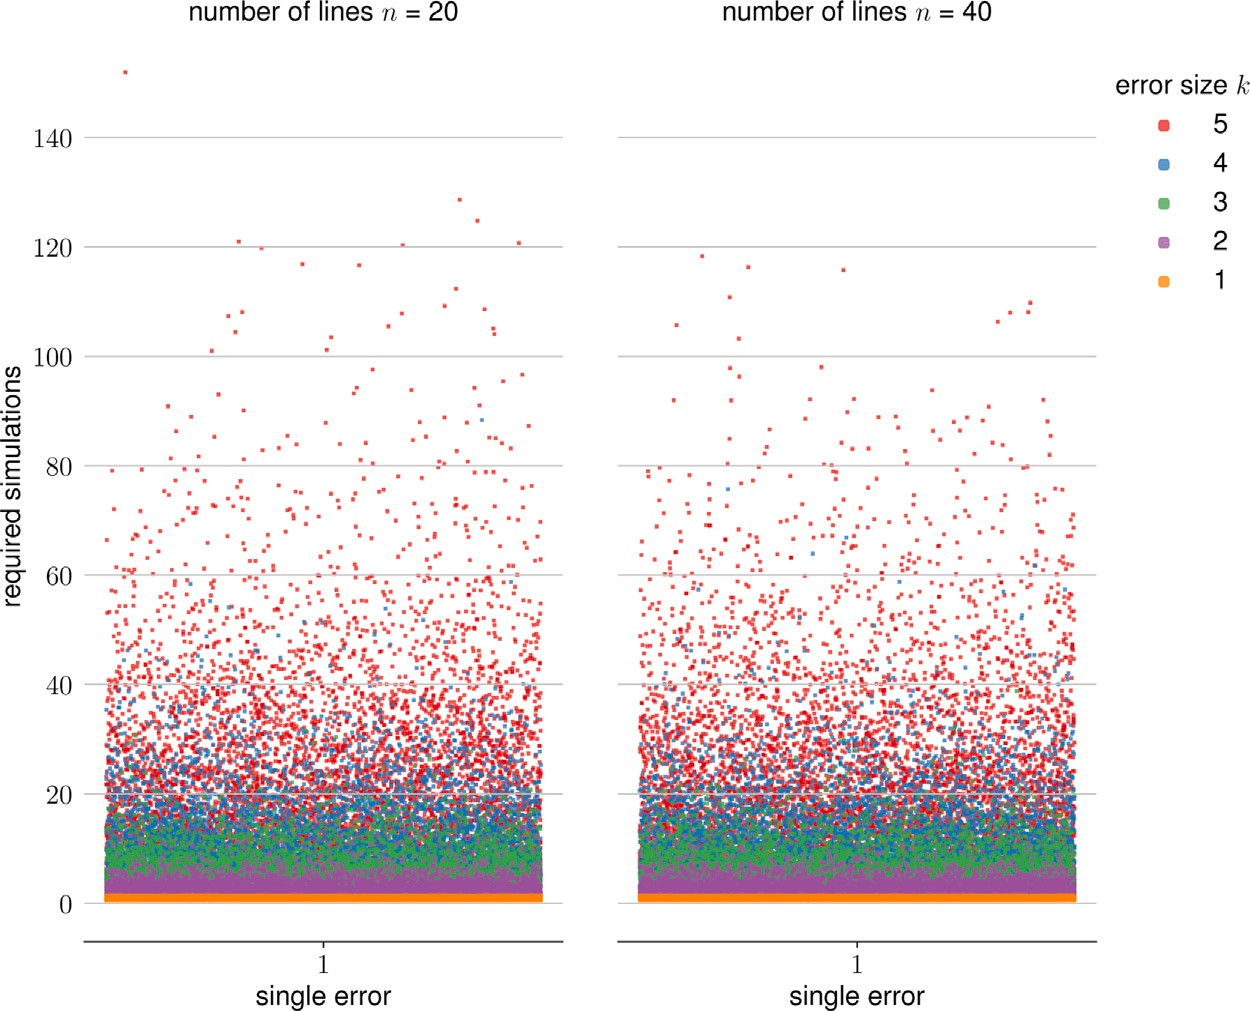 number of lines n = 20
number of lines n = 40
error size k
5
4
3
2
1
required simulations
140
120
100
80
60
40
20
0
1
1
single error
single error